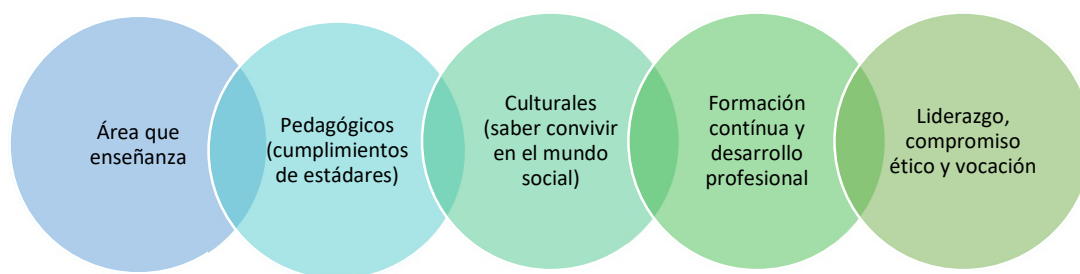 Área que
enseñanza
Pedagógicos
(cumplimientos
de estádares)
Culturales
(saber convivir
en el mundo
social)
Formación
contínua y
desarrollo
profesional
Liderazgo,
compromiso
ético y vocación